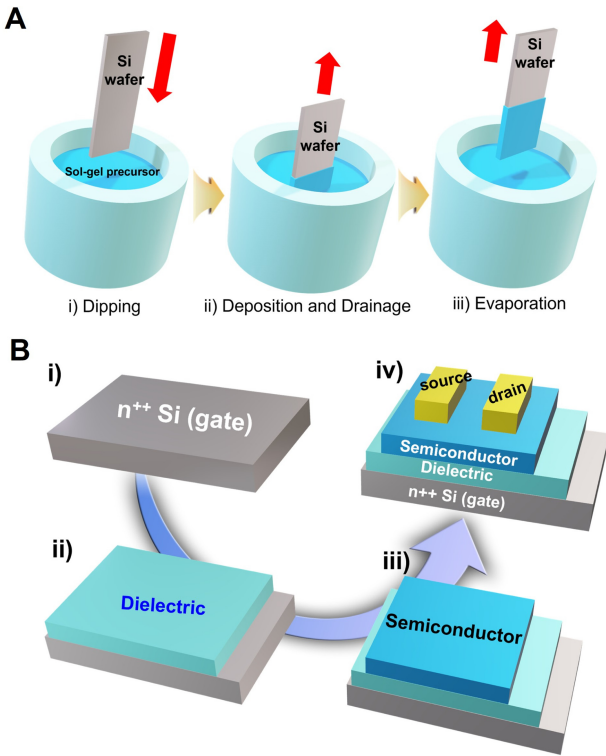 A
Si
wafer
Sol-gel precursor
Si
wafer
Si
wafer
i) Dipping
ii) Deposition and Drainage
iii) Evaporation
B
i)
n++ Si (gate)
ii)
Dielectric
iii)
Semiconductor
iv)
source
drain
Semiconductor
Dielectric
n++ Si (gate)